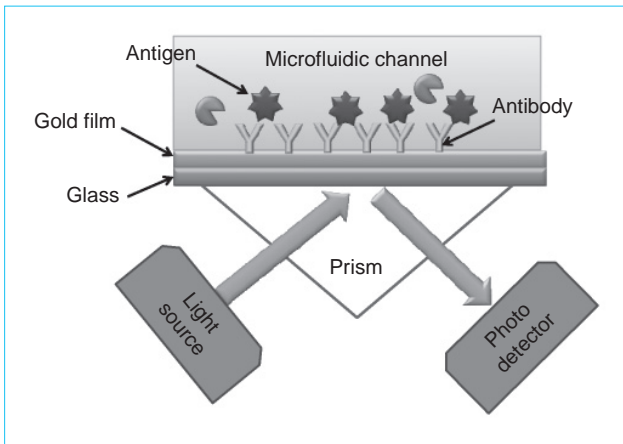 Antigen
Microfluidic channel
Antibody
Gold film
Glass
Prism
Light
source
Photo
detector